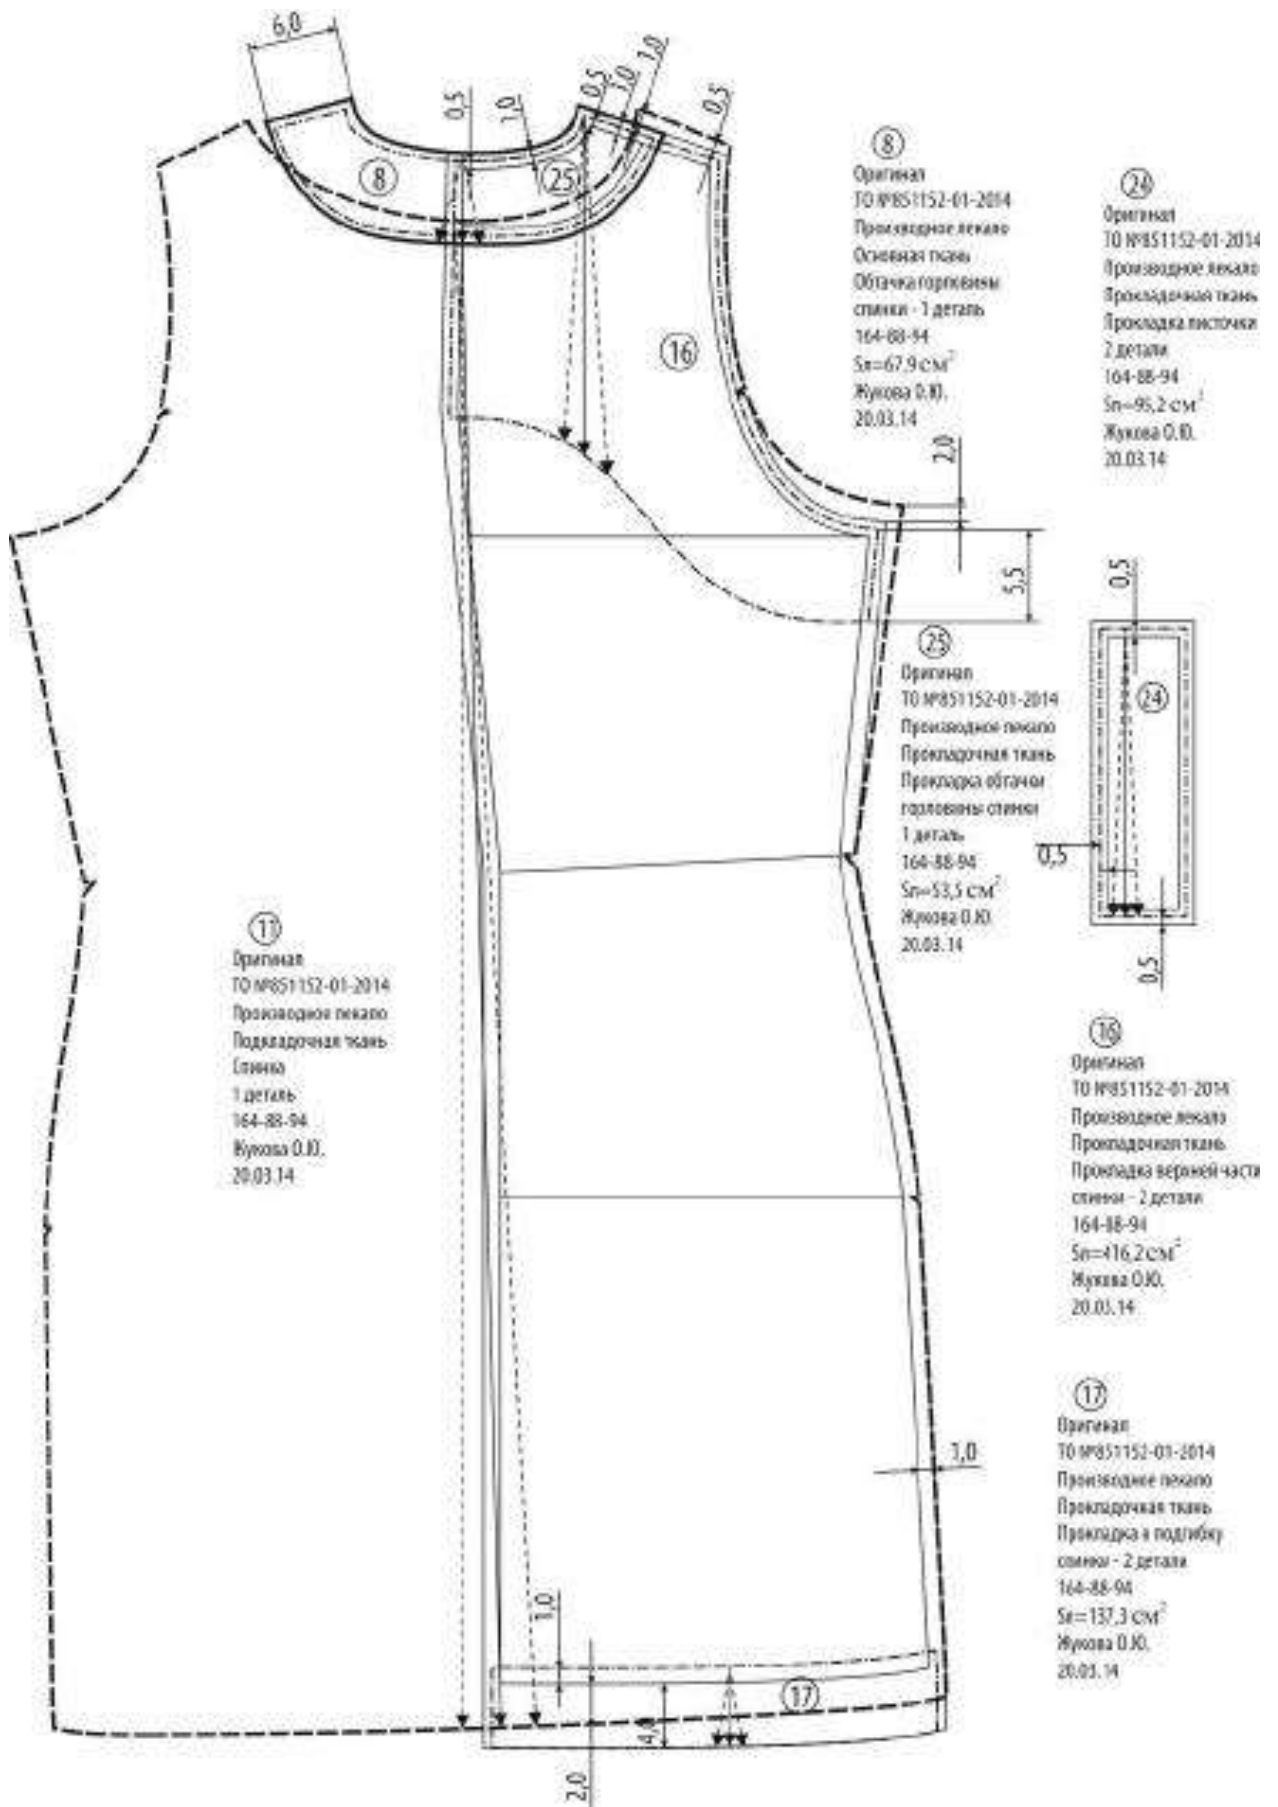 6,0
0,5
1,0
0,5
1,0
1,0
0,5
8
25
16
2,0
5,5
8
Оригинал
ТО №851152-01-2014
Производное лекало
Основная ткань
Обтачка горловины
спинки - 1 деталь
164-88-94
Sл=67.9 см²
Жукова О.Ю.
20.03.14
24
Оригинал
ТО №851152-01-2014
Производное лекало
Прокладочная ткань
Прокладка листочки
2 детали
164-88-94
Sл=95,2 см²
Жукова О.Ю.
20.03.14
0,5
24
0,5
0,5
25
Оригинал
ТО №851152-01-2014
Производное лекало
Прокладочная ткань
Прокладка обтачки
горловины спинки
1 деталь
164-88-94
Sл=53,5 см²
Жукова О.Ю.
20.03.14
11
Оригинал
ТО №851152-01-2014
Производное лекало
Подкладочная ткань
Спинка
1 деталь
164-88-94
Жукова О.Ю.
20.03.14
16
Оригинал
ТО №851152-01-2014
Производное лекало
Прокладочная ткань
Прокладка верхней части
спинки - 2 детали
164-88-94
Sл=416,2 см²
Жукова О.Ю.
20.03.14
17
Оригинал
ТО №851152-01-2014
Производное лекало
Прокладочная ткань
Прокладка в подгибку
спинки - 2 детали
164-88-94
Sл=137,3 см²
Жукова О.Ю.
20.03.14
1,0
1,0
17
4,0
2,0